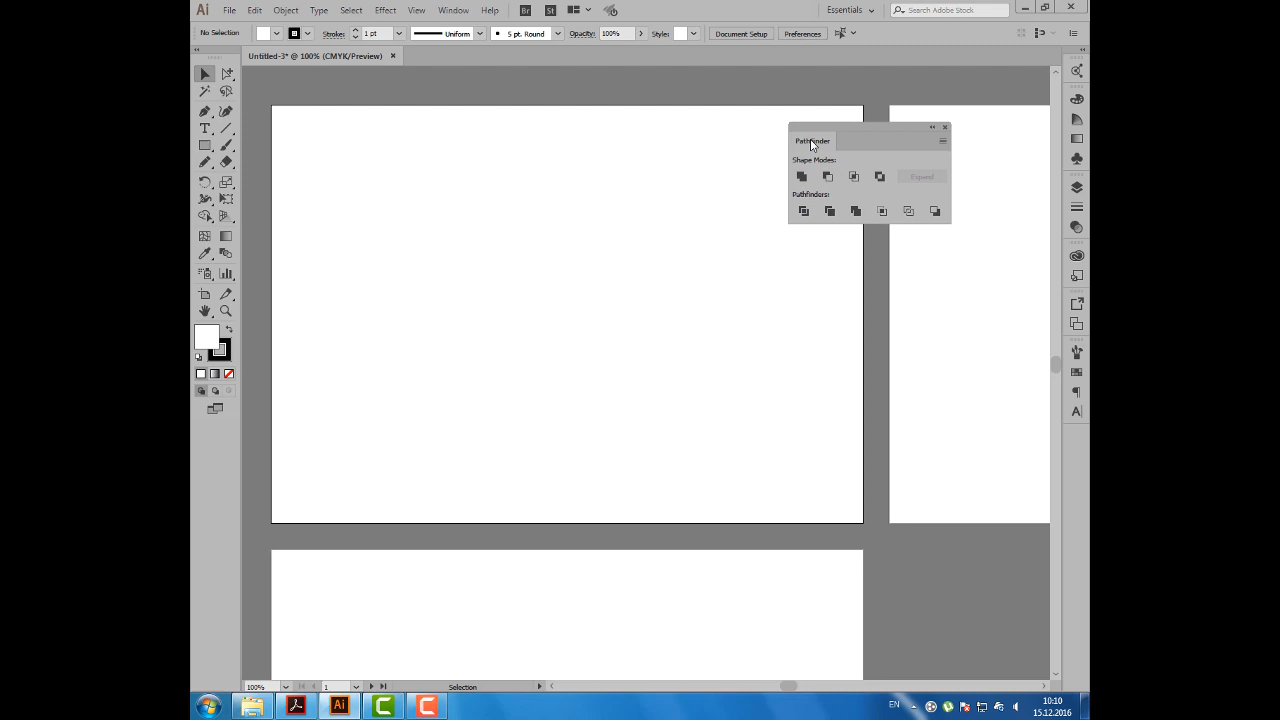 Ai File Edit Object Type Select Effect View Window Help Br St Essentials Search Adobe Stock
No Selection Stroke: 1 pt Uniform 5 pt. Round Opacity: 100% Style: Document Setup Preferences
Untitled-3* @ 100% (CMYK/Preview)
Pathfinder
Shape Modes:
Expand
Pathfinders:
100% 1 Selection
Ai EN 10:10
15.12.2016